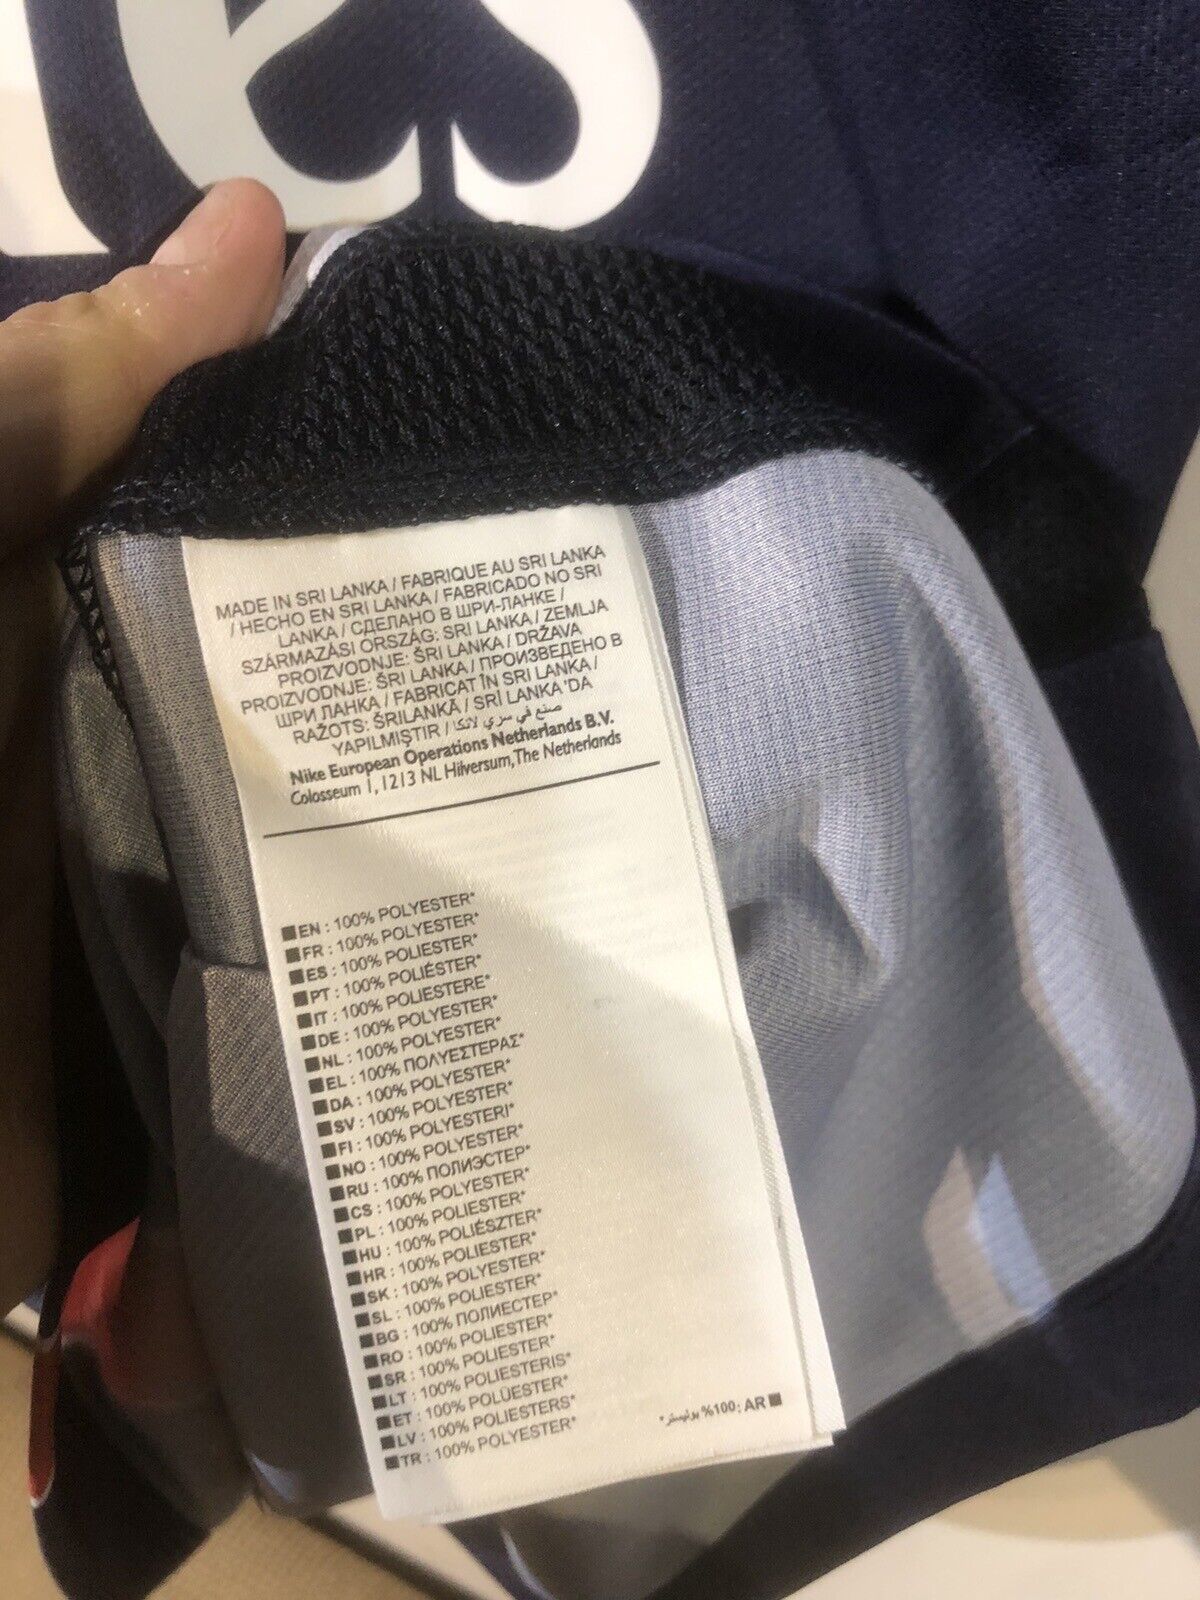 MADE IN SRI LANKA / FABRIQUE AU SRI LANKA
/ HECHO EN SRI LANKA / FABRICADO NO SRI
LANKA / СДЕЛАНО В ШРИ-ЛАНКЕ /
SZÁRMAZÁSI ORSZÁG: SRI LANKA / ZEMLJA
PROIZVODNJE: ŠRI LANKA / DRŽAVA
PROIZVODNJE: ŠRI LANKA / ПРОИЗВЕДЕНО В
ШРИ ЛАНКА / FABRICAT ÎN SRI LANKA /
RAŽOTS: ŠRILANKĀ / SRİ LANKA 'DA
YAPILMIŞTIR / صنع في سري لانكا
Nike European Operations Netherlands B.V.
Colosseum 1, 1213 NL Hilversum, The Netherlands
EN : 100% POLYESTER*
FR : 100% POLYESTER*
ES : 100% POLIESTER*
PT : 100% POLIÉSTER*
IT : 100% POLIESTERE*
DE : 100% POLYESTER*
NL : 100% POLYESTER*
EL : 100% ΠΟΛΥΕΣΤΕΡΑΣ*
DA : 100% POLYESTER*
SV : 100% POLYESTER*
FI : 100% POLYESTERI*
NO : 100% POLYESTER*
RU : 100% ПОЛИЭСТЕР*
CS : 100% POLYESTER*
PL : 100% POLIESTER*
HU : 100% POLIÉSZTER*
HR : 100% POLIESTER*
SK : 100% POLYESTER*
SL : 100% POLIESTER*
BG : 100% ПОЛИЕСТЕР*
RO : 100% POLIESTER*
SR : 100% POLIESTER*
LT : 100% POLIESTERIS*
ET : 100% POLÜESTER*
LV : 100% POLIESTERS*
TR : 100% POLYESTER*
AR :100% بوليستر*